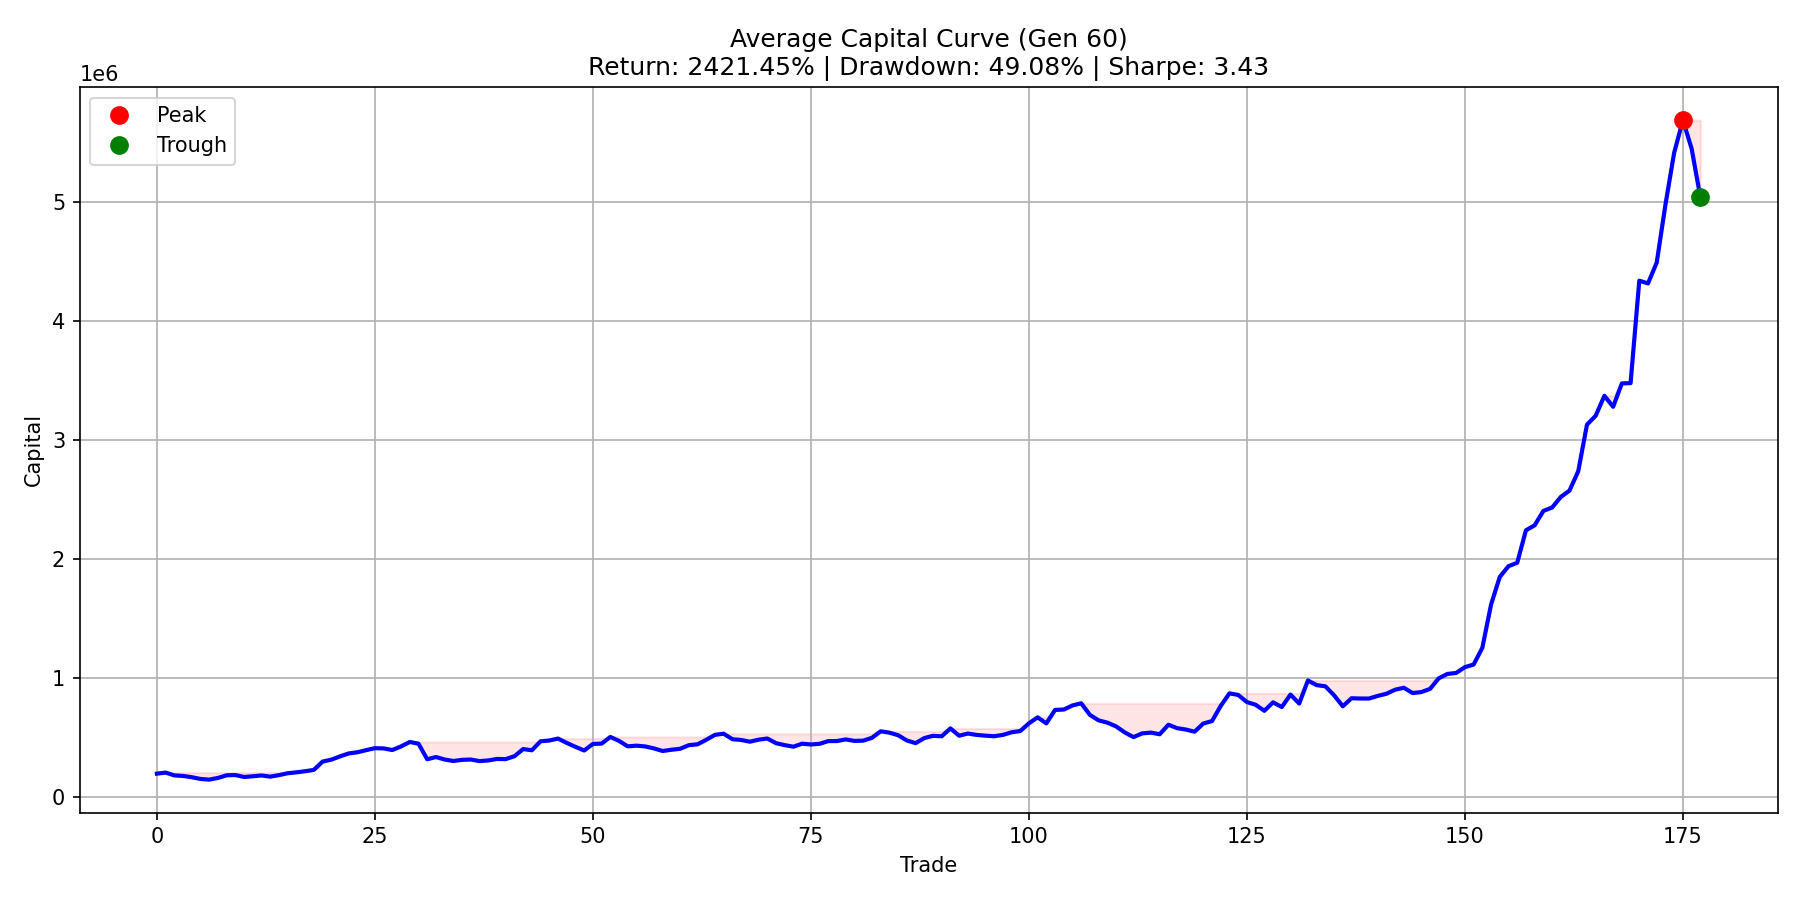 Average Capital Curve (Gen 60)
Return: 2421.45% | Drawdown: 49.08% | Sharpe: 3.43
1e6
Peak
Trough
5
4
3
2
1
0
Capital
0 25 50 75 100 125 150 175
Trade